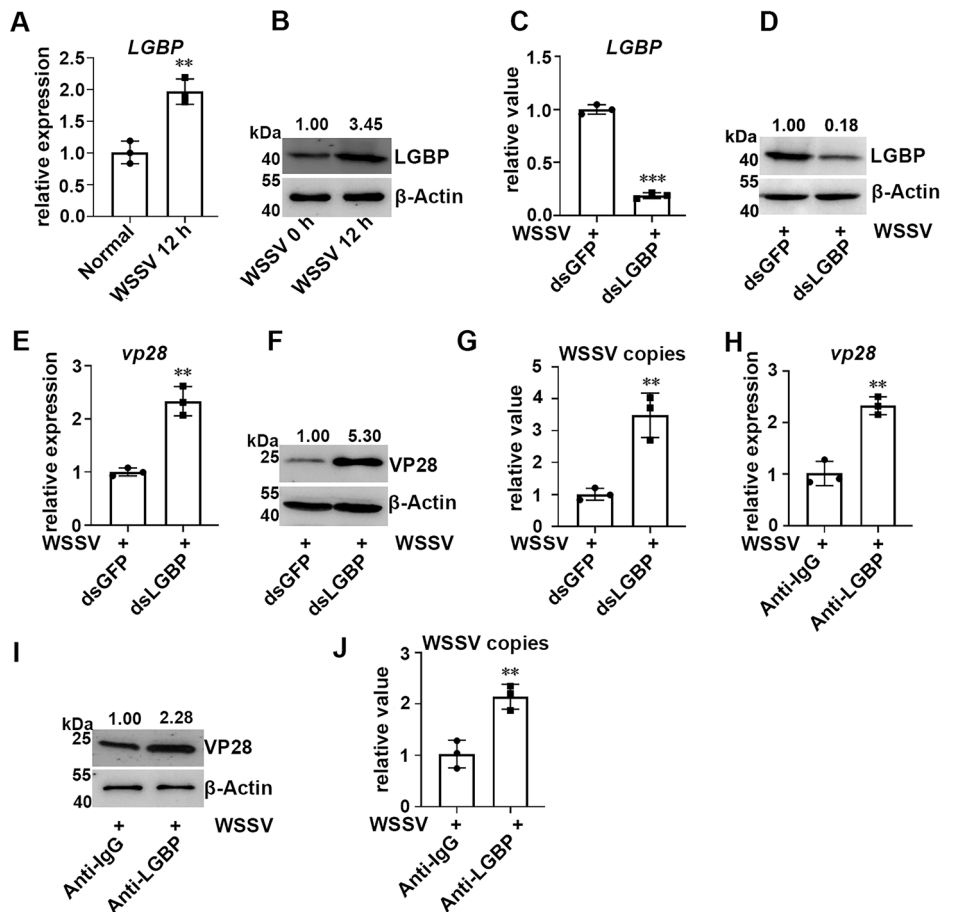 A
LGBP
relative expression
2.5
2.0
1.5
1.0
0.5
0.0
**
Normal
WSSV 12 h
B
1.00 3.45
kDa
40
LGBP
55
40
β-Actin
WSSV 0 h
WSSV 12 h
C
LGBP
relative value
1.5
1.0
0.5
0.0
***
WSSV + +
dsGFP
dsLGBP
D
1.00 0.18
kDa
40
LGBP
55
40
β-Actin
+ + WSSV
dsGFP
dsLGBP
E
vp28
relative expression
3
2
1
0
**
WSSV + +
dsGFP
dsLGBP
F
1.00 5.30
kDa
25
VP28
55
40
β-Actin
+ + WSSV
dsGFP
dsLGBP
G
WSSV copies
relative value
5
4
3
2
1
0
**
WSSV + +
dsGFP
dsLGBP
H
vp28
relative expression
3
2
1
0
**
WSSV + +
Anti-IgG
Anti-LGBP
I
1.00 2.28
kDa
25
VP28
55
40
β-Actin
+ + WSSV
Anti-IgG
Anti-LGBP
J
WSSV copies
relative value
3
2
1
0
**
WSSV + +
Anti-IgG
Anti-LGBP